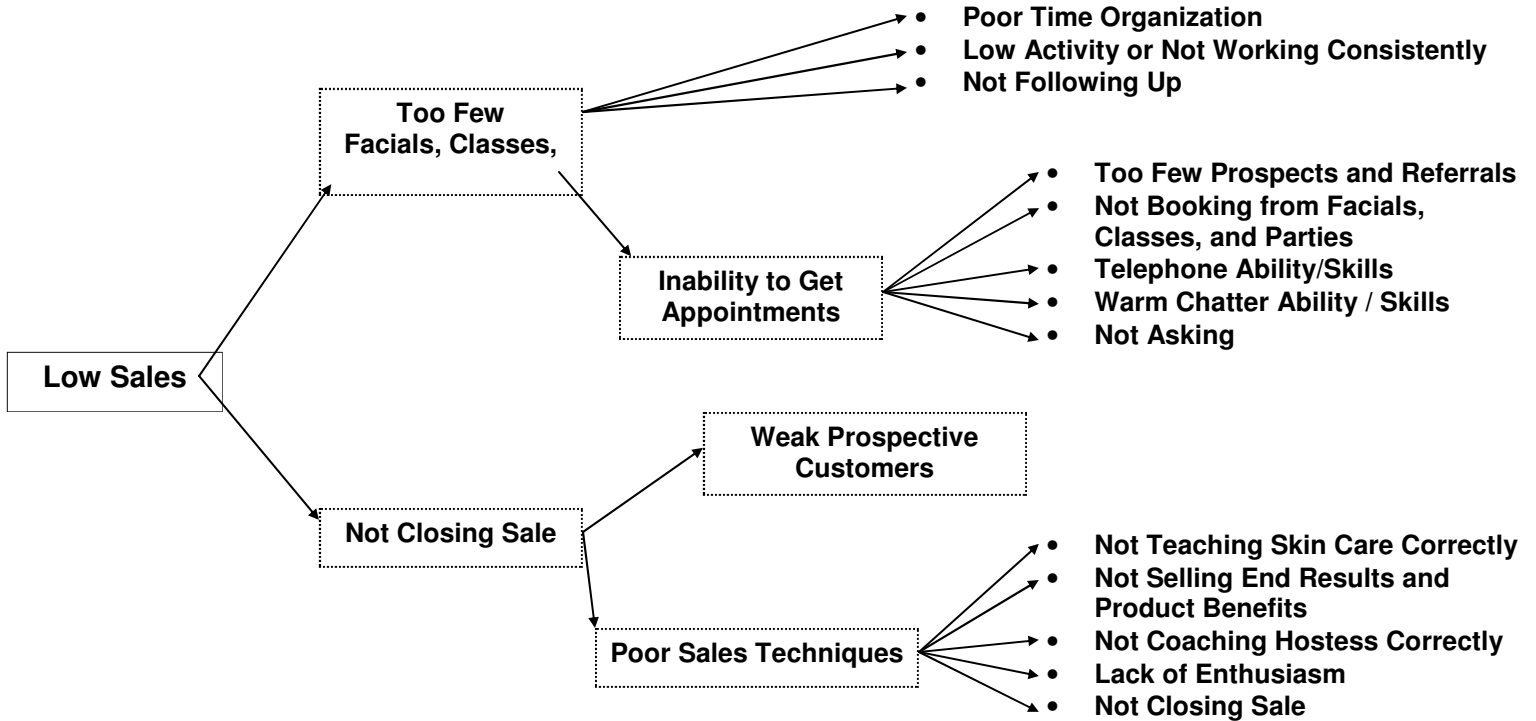 • Poor Time Organization
• Low Activity or Not Working Consistently
• Not Following Up
Too Few
Facials, Classes,
• Too Few Prospects and Referrals
• Not Booking from Facials,
Classes, and Parties
• Telephone Ability/Skills
• Warm Chatter Ability / Skills
• Not Asking
Inability to Get
Appointments
Low Sales
Weak Prospective
Customers
Not Closing Sale
• Not Teaching Skin Care Correctly
• Not Selling End Results and
Product Benefits
• Not Coaching Hostess Correctly
• Lack of Enthusiasm
• Not Closing Sale
Poor Sales Techniques